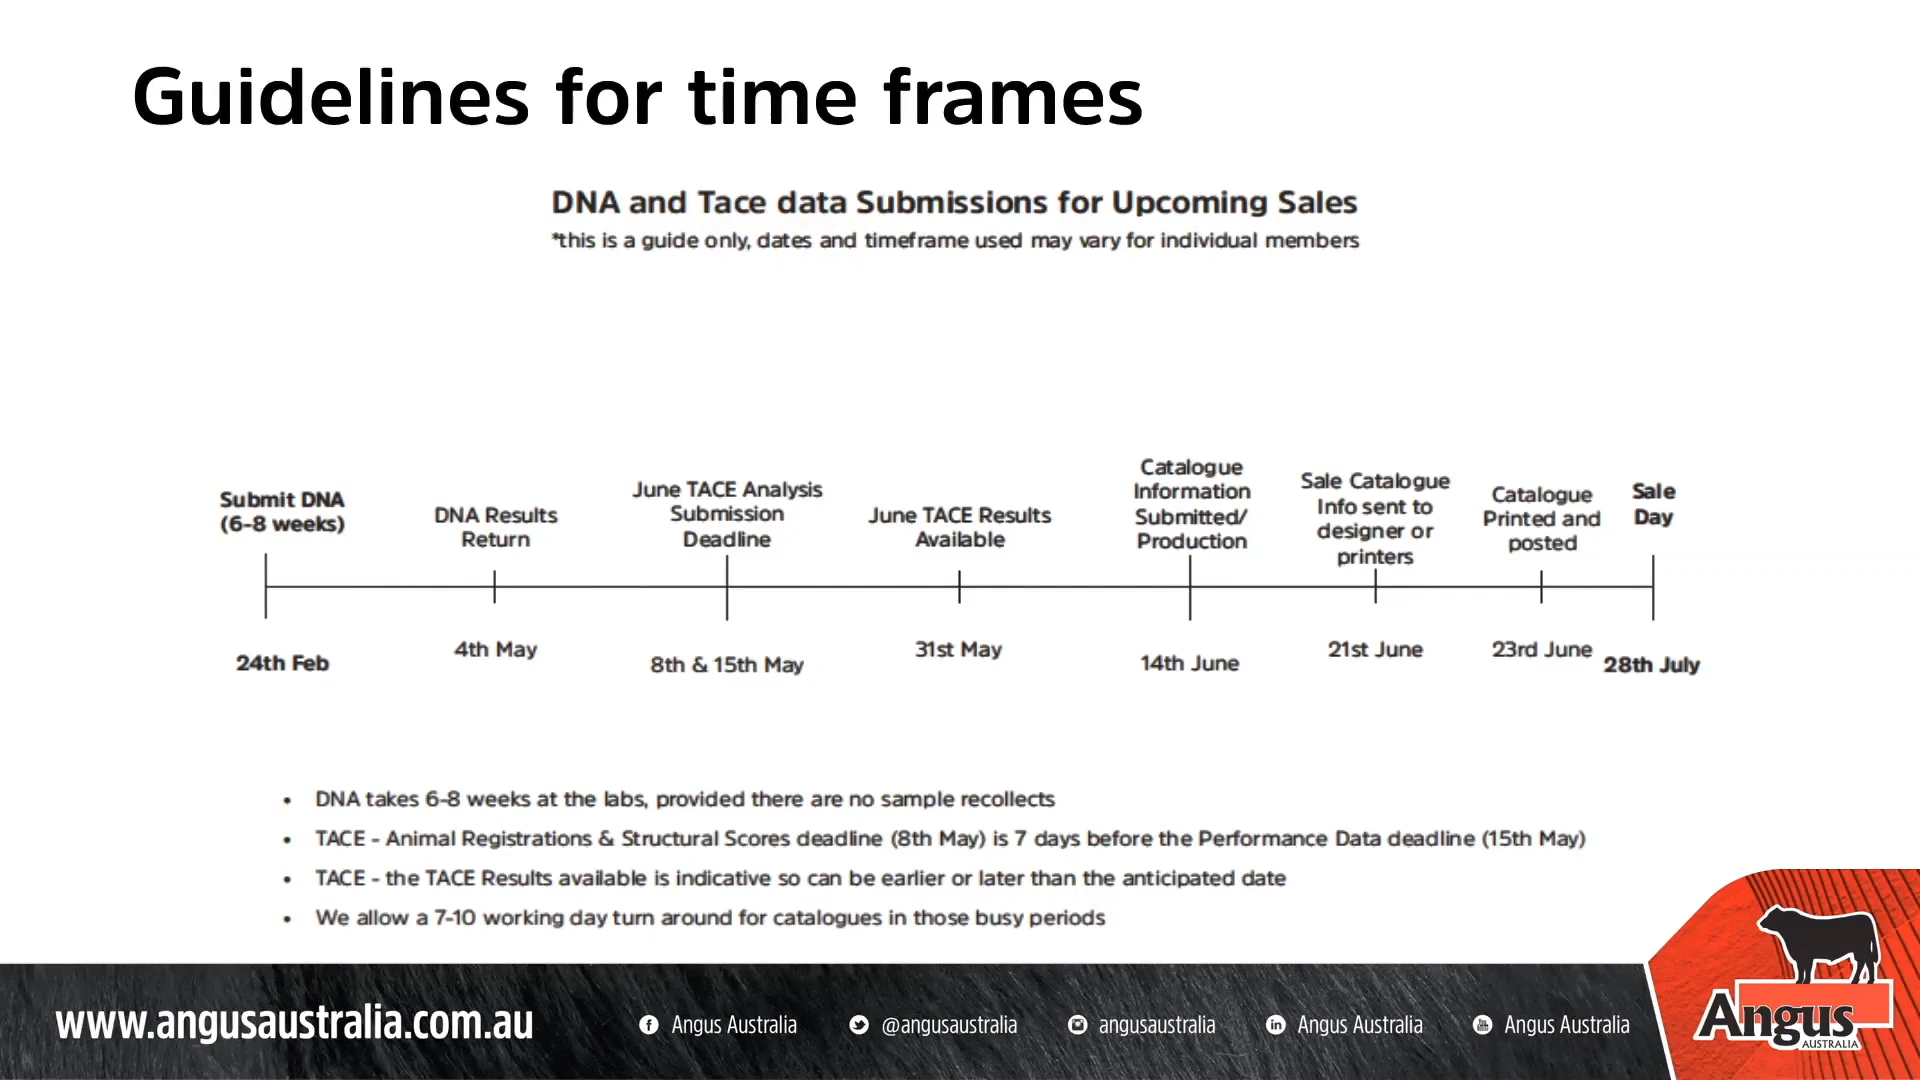 Guidelines for time frames
DNA and Tace data Submissions for Upcoming Sales
*this is a guide only, dates and timeframe used may vary for individual members
Submit DNA
(6-8 weeks)
24th Feb
DNA Results
Return
4th May
June TACE Analysis
Submission
Deadline
8th & 15th May
June TACE Results
Available
31st May
Catalogue
Information
Submitted/
Production
14th June
Sale Catalogue
Info sent to
designer or
printers
21st June
Catalogue
Printed and
posted
23rd June
Sale
Day
28th July
• DNA takes 6-8 weeks at the labs, provided there are no sample recollects
• TACE - Animal Registrations & Structural Scores deadline (8th May) is 7 days before the Performance Data deadline (15th May)
• TACE - the TACE Results available is indicative so can be earlier or later than the anticipated date
• We allow a 7-10 working day turn around for catalogues in those busy periods
www.angusaustralia.com.au
Angus Australia
@angusaustralia
angusaustralia
Angus Australia
Angus Australia
Angus
AUSTRALIA